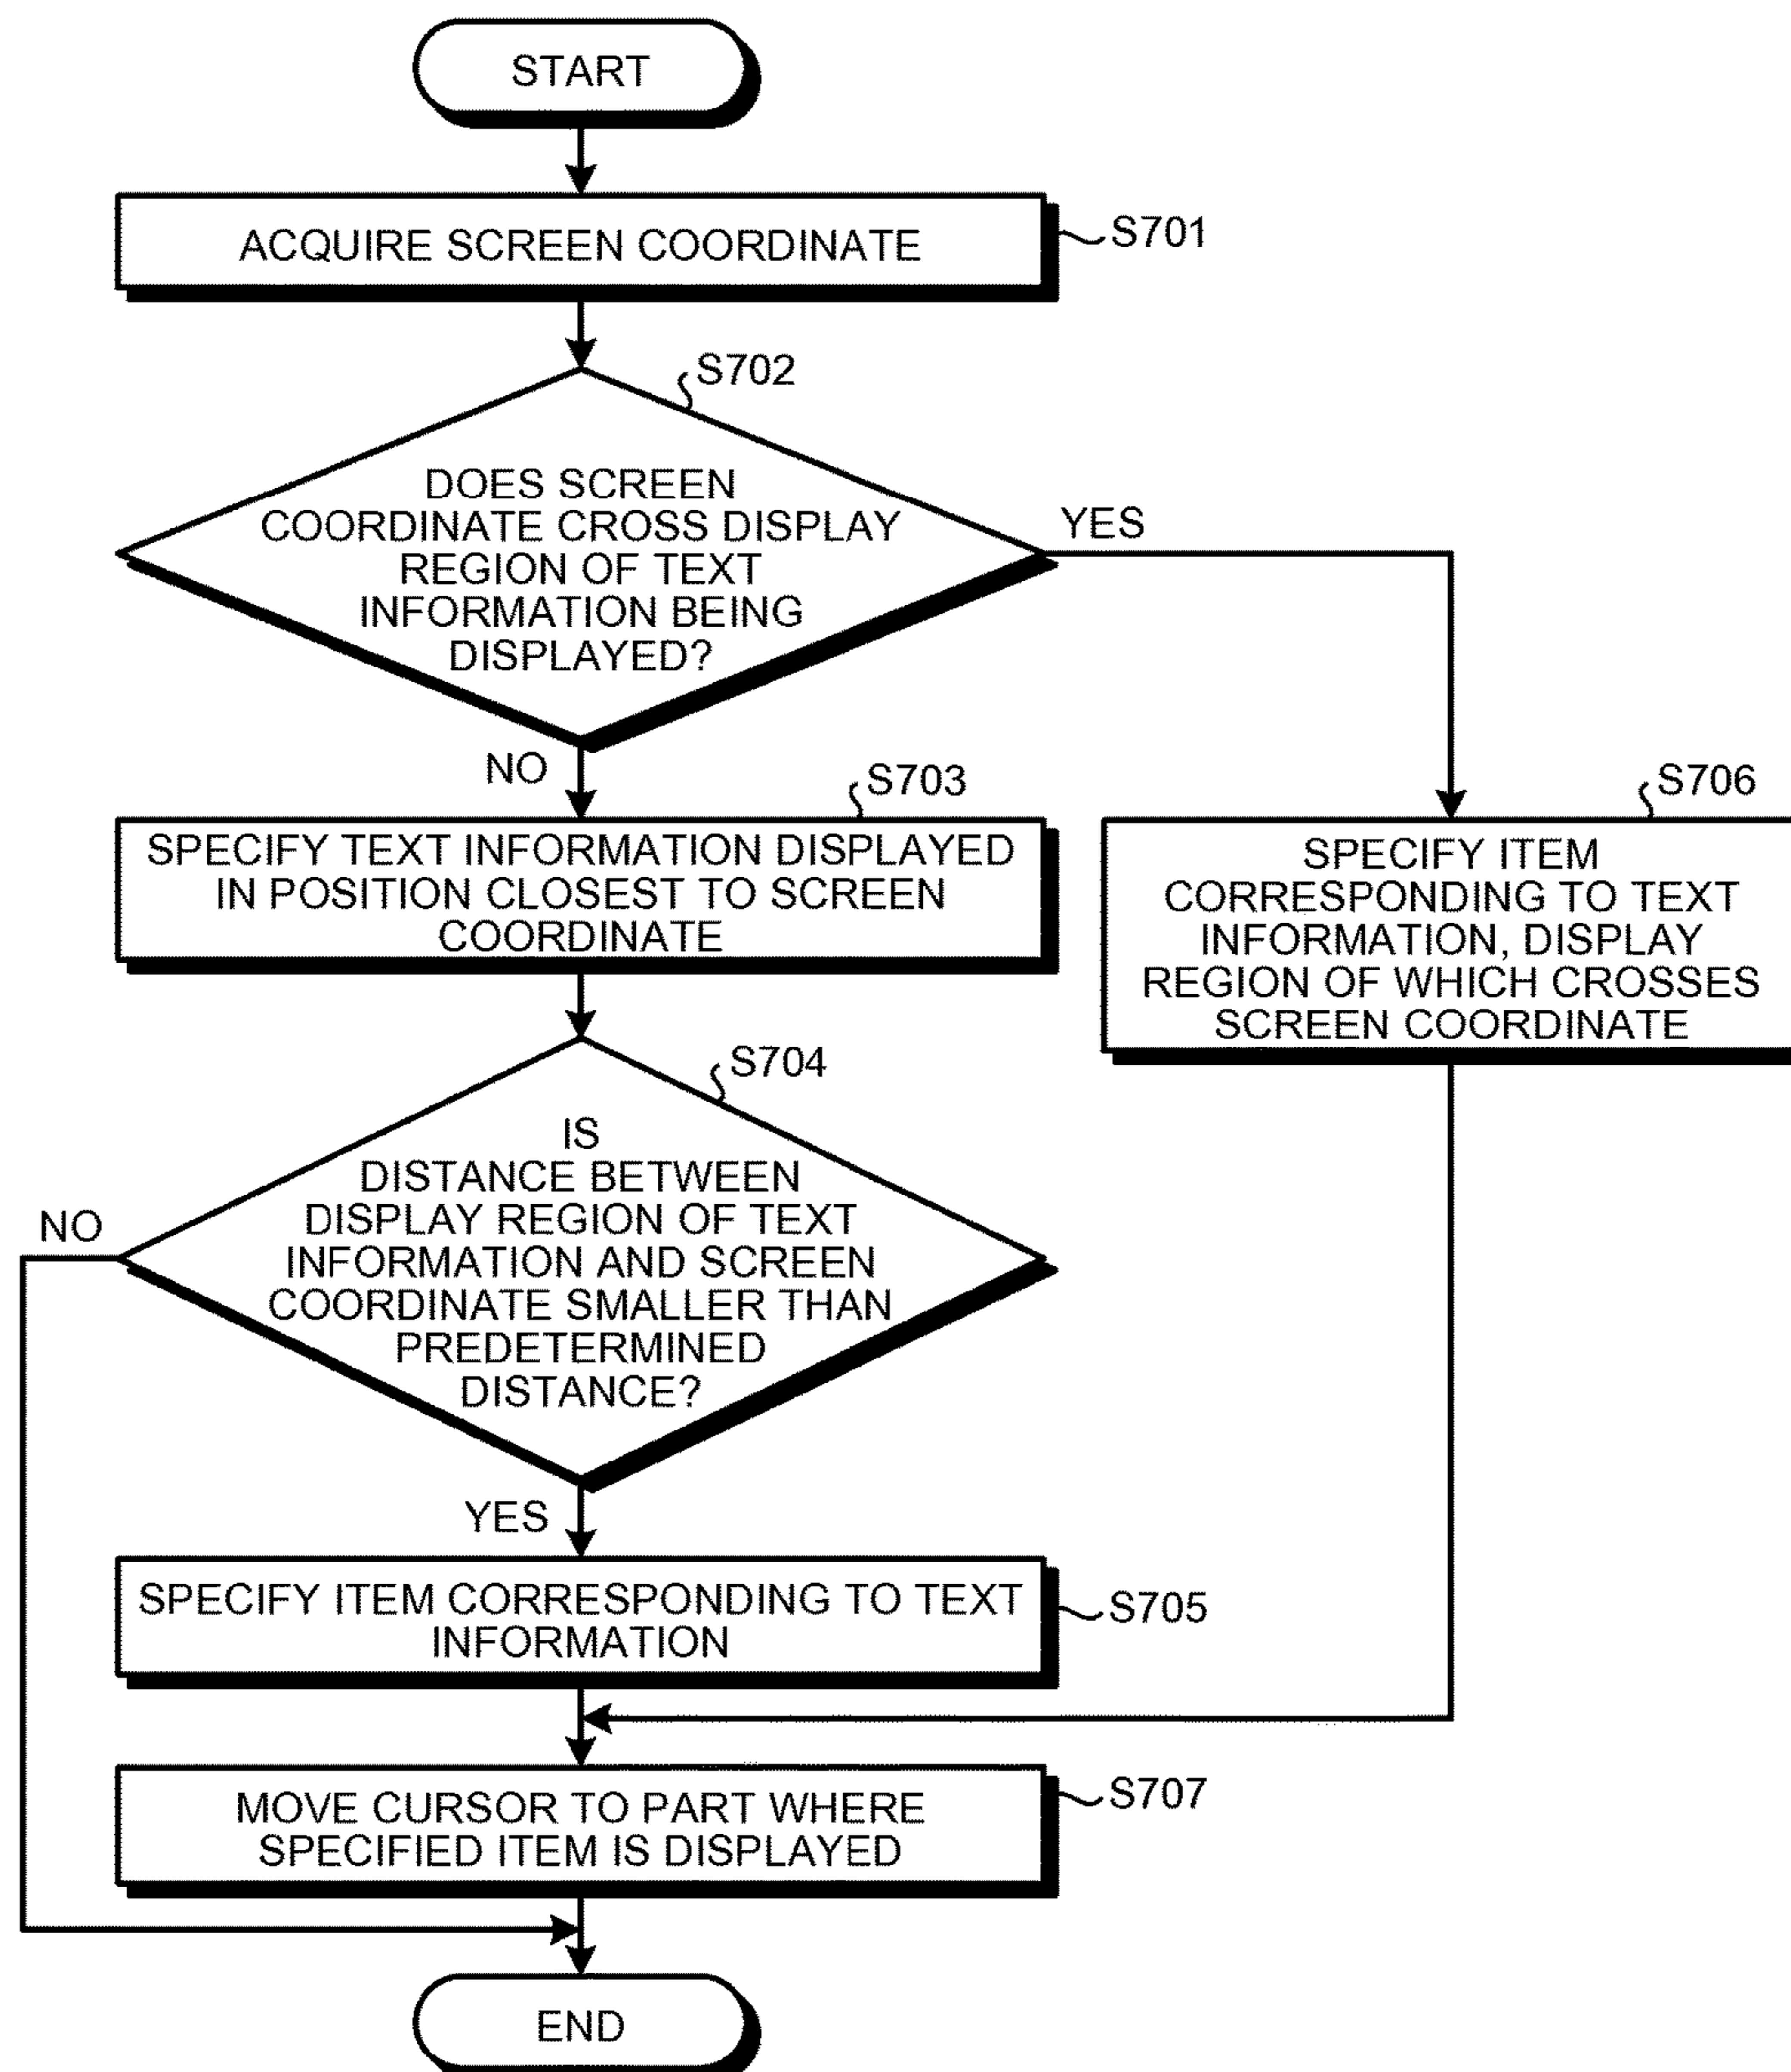 START
ACQUIRE SCREEN COORDINATE
S701
S702
DOES SCREEN
COORDINATE CROSS DISPLAY
REGION OF TEXT
INFORMATION BEING
DISPLAYED?
YES
NO
S703
SPECIFY TEXT INFORMATION DISPLAYED
IN POSITION CLOSEST TO SCREEN
COORDINATE
S706
SPECIFY ITEM
CORRESPONDING TO TEXT
INFORMATION, DISPLAY
REGION OF WHICH CROSSES
SCREEN COORDINATE
S704
IS
DISTANCE BETWEEN
DISPLAY REGION OF TEXT
INFORMATION AND SCREEN
COORDINATE SMALLER THAN
PREDETERMINED
DISTANCE?
NO
YES
SPECIFY ITEM CORRESPONDING TO TEXT
INFORMATION
S705
MOVE CURSOR TO PART WHERE
SPECIFIED ITEM IS DISPLAYED
S707
END